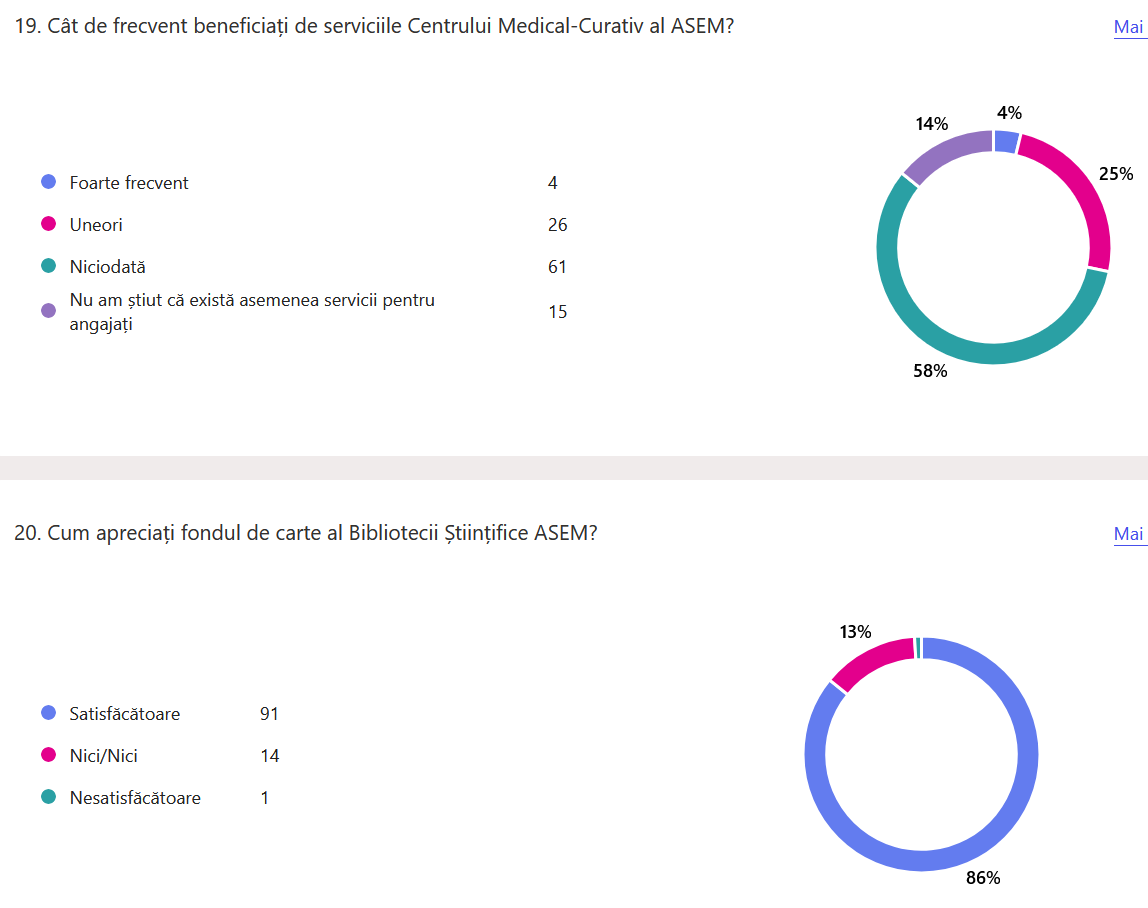 19. Cât de frecvent beneficiați de serviciile Centrului Medical-Curativ al ASEM?
Mai
Foarte frecvent 4
Uneori 26
Niciodată 61
Nu am știut că există asemenea servicii pentru
angajați 15
4%
14%
25%
58%
20. Cum apreciați fondul de carte al Bibliotecii Științifice ASEM?
Mai
Satisfăcătoare 91
Nici/Nici 14
Nesatisfăcătoare 1
13%
86%